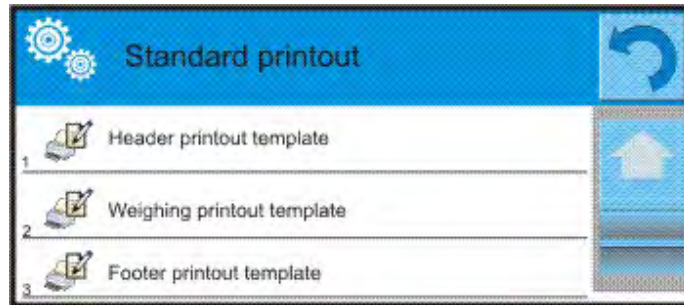 Standard printout
1 Header printout template
2 Weighing printout template
3 Footer printout template